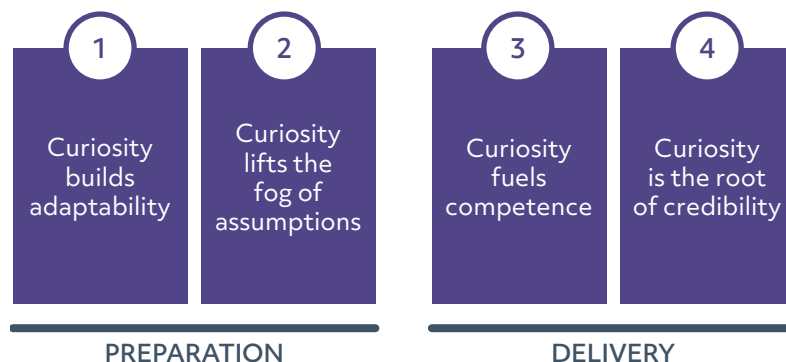 1
Curiosity
builds
adaptability
2
Curiosity
lifts the
fog of
assumptions
3
Curiosity
fuels
competence
4
Curiosity
is the root
of credibility
PREPARATION
DELIVERY